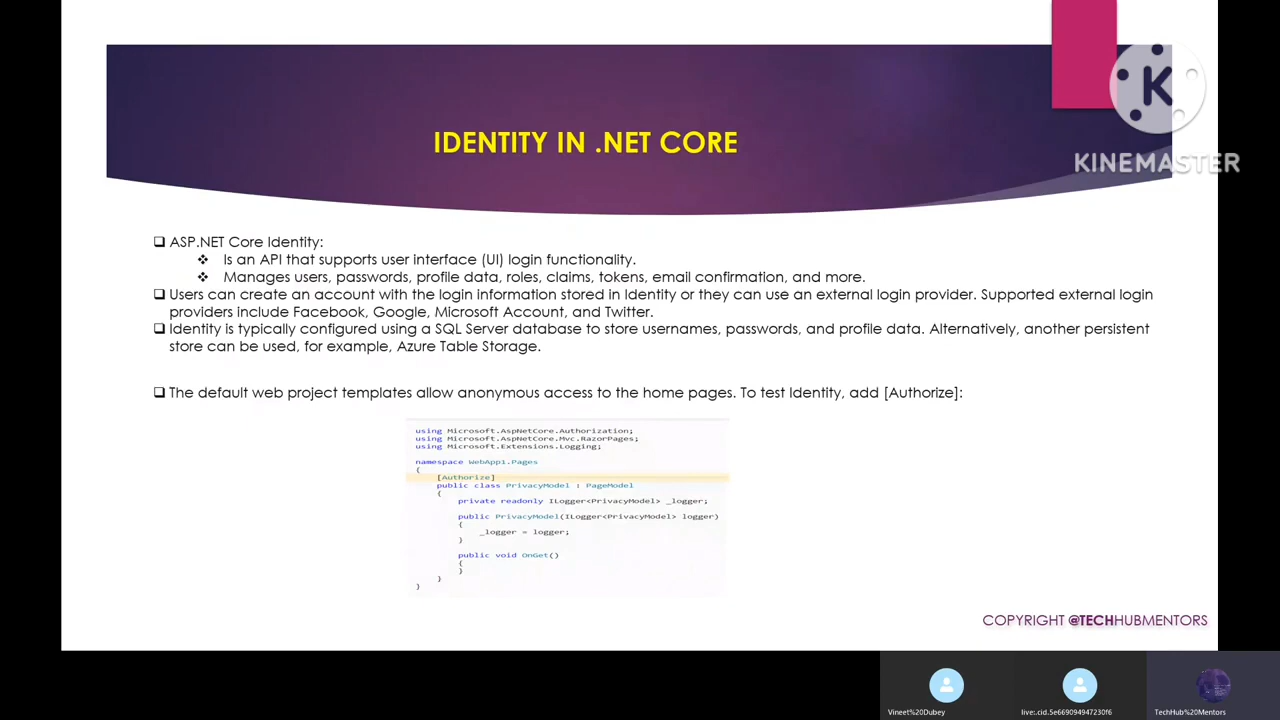 K
KINEMASTER
IDENTITY IN .NET CORE
❑ ASP.NET Core Identity:
❖ Is an API that supports user interface (UI) login functionality.
❖ Manages users, passwords, profile data, roles, claims, tokens, email confirmation, and more.
❑ Users can create an account with the login information stored in Identity or they can use an external login provider. Supported external login
providers include Facebook, Google, Microsoft Account, and Twitter.
❑ Identity is typically configured using a SQL Server database to store usernames, passwords, and profile data. Alternatively, another persistent
store can be used, for example, Azure Table Storage.
❑ The default web project templates allow anonymous access to the home pages. To test Identity, add [Authorize]:
using Microsoft.AspNetCore.Authorization;
using Microsoft.AspNetCore.Mvc.RazorPages;
using Microsoft.Extensions.Logging;
namespace WebApp1.Pages
{
[Authorize]
public class PrivacyModel : PageModel
{
private readonly ILogger<PrivacyModel> _logger;
public PrivacyModel(ILogger<PrivacyModel> logger)
{
_logger = logger;
}
public void OnGet()
{
}
}
}
COPYRIGHT @TECHHUBMENTORS
Vineet%20Dubey
live:.cid.5e669094947230f6
TechHub%20Mentors